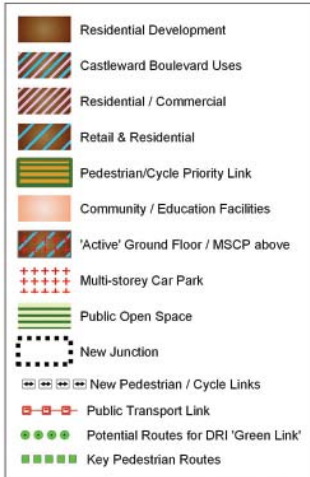 Residential Development
Castleward Boulevard Uses
Residential / Commercial
Retail & Residential
Pedestrian/Cycle Priority Link
Community / Education Facilities
'Active' Ground Floor / MSCP above
Multi-storey Car Park
Public Open Space
New Junction
New Pedestrian / Cycle Links
Public Transport Link
Potential Routes for DRI 'Green Link'
Key Pedestrian Routes